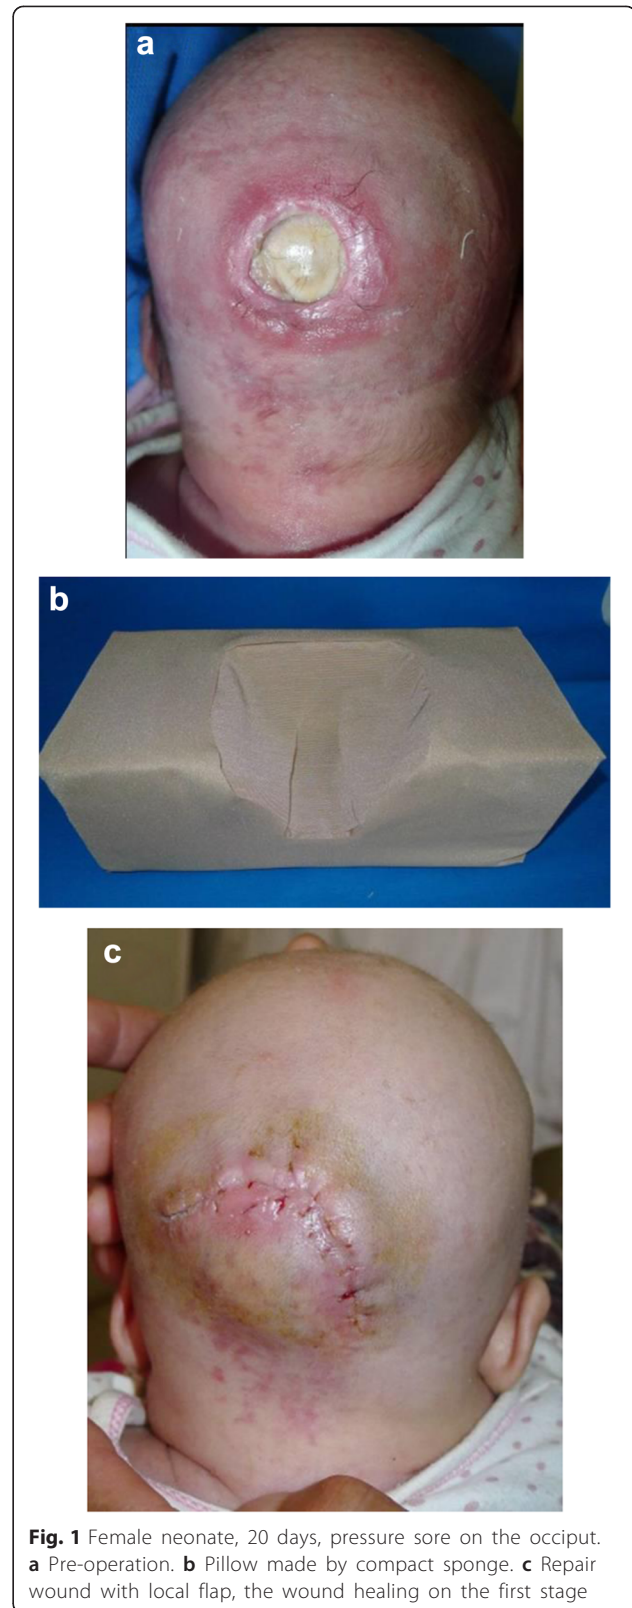 a
b
c
Fig. 1 Female neonate, 20 days, pressure sore on the occiput.
a Pre-operation. b Pillow made by compact sponge. c Repair
wound with local flap, the wound healing on the first stage